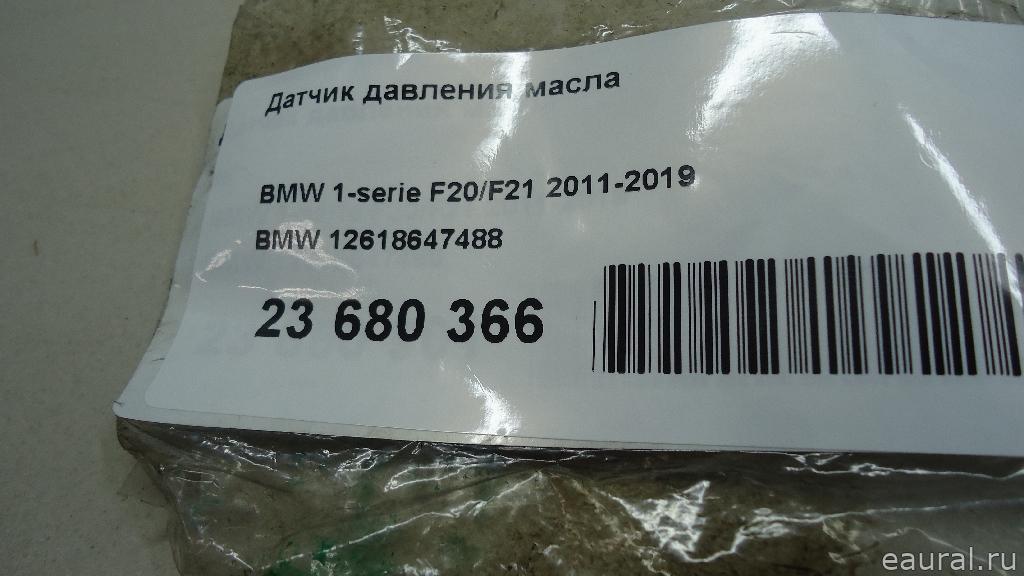 Датчик давления масла
BMW 1-serie F20/F21 2011-2019
BMW 12618647488
23 680 366
eaural.ru